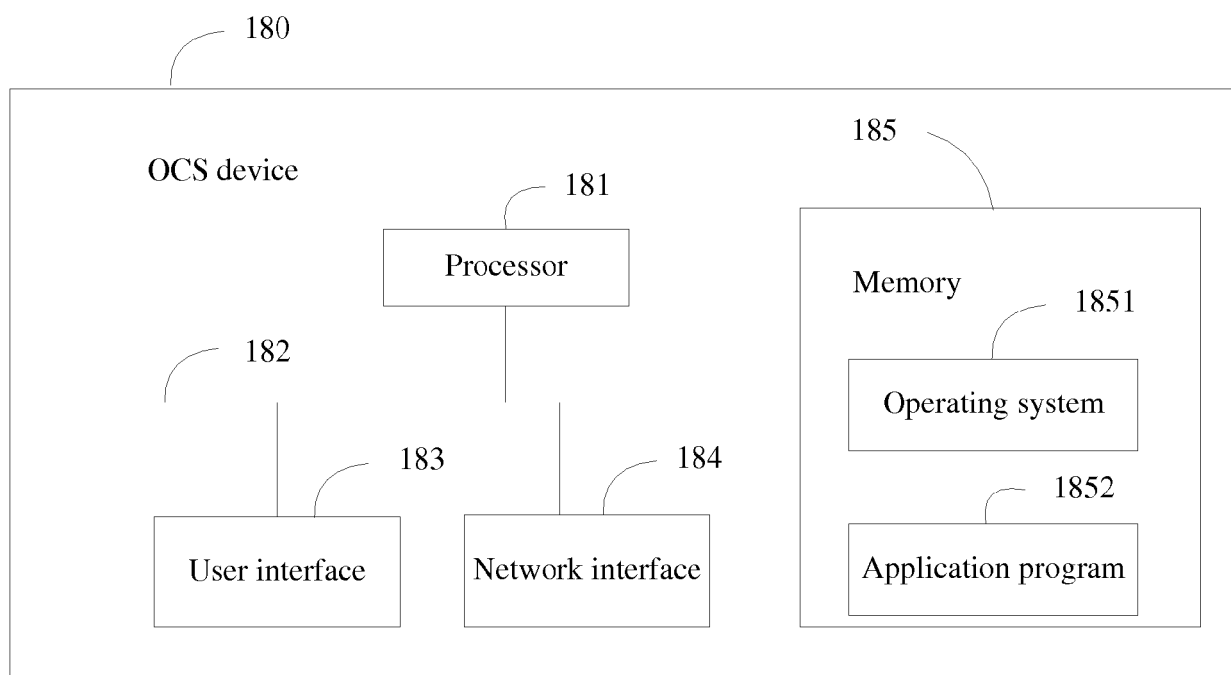 180
185
OCS device
181
Processor
Memory
1851
182
Operating system
183
184
1852
User interface
Network interface
Application program